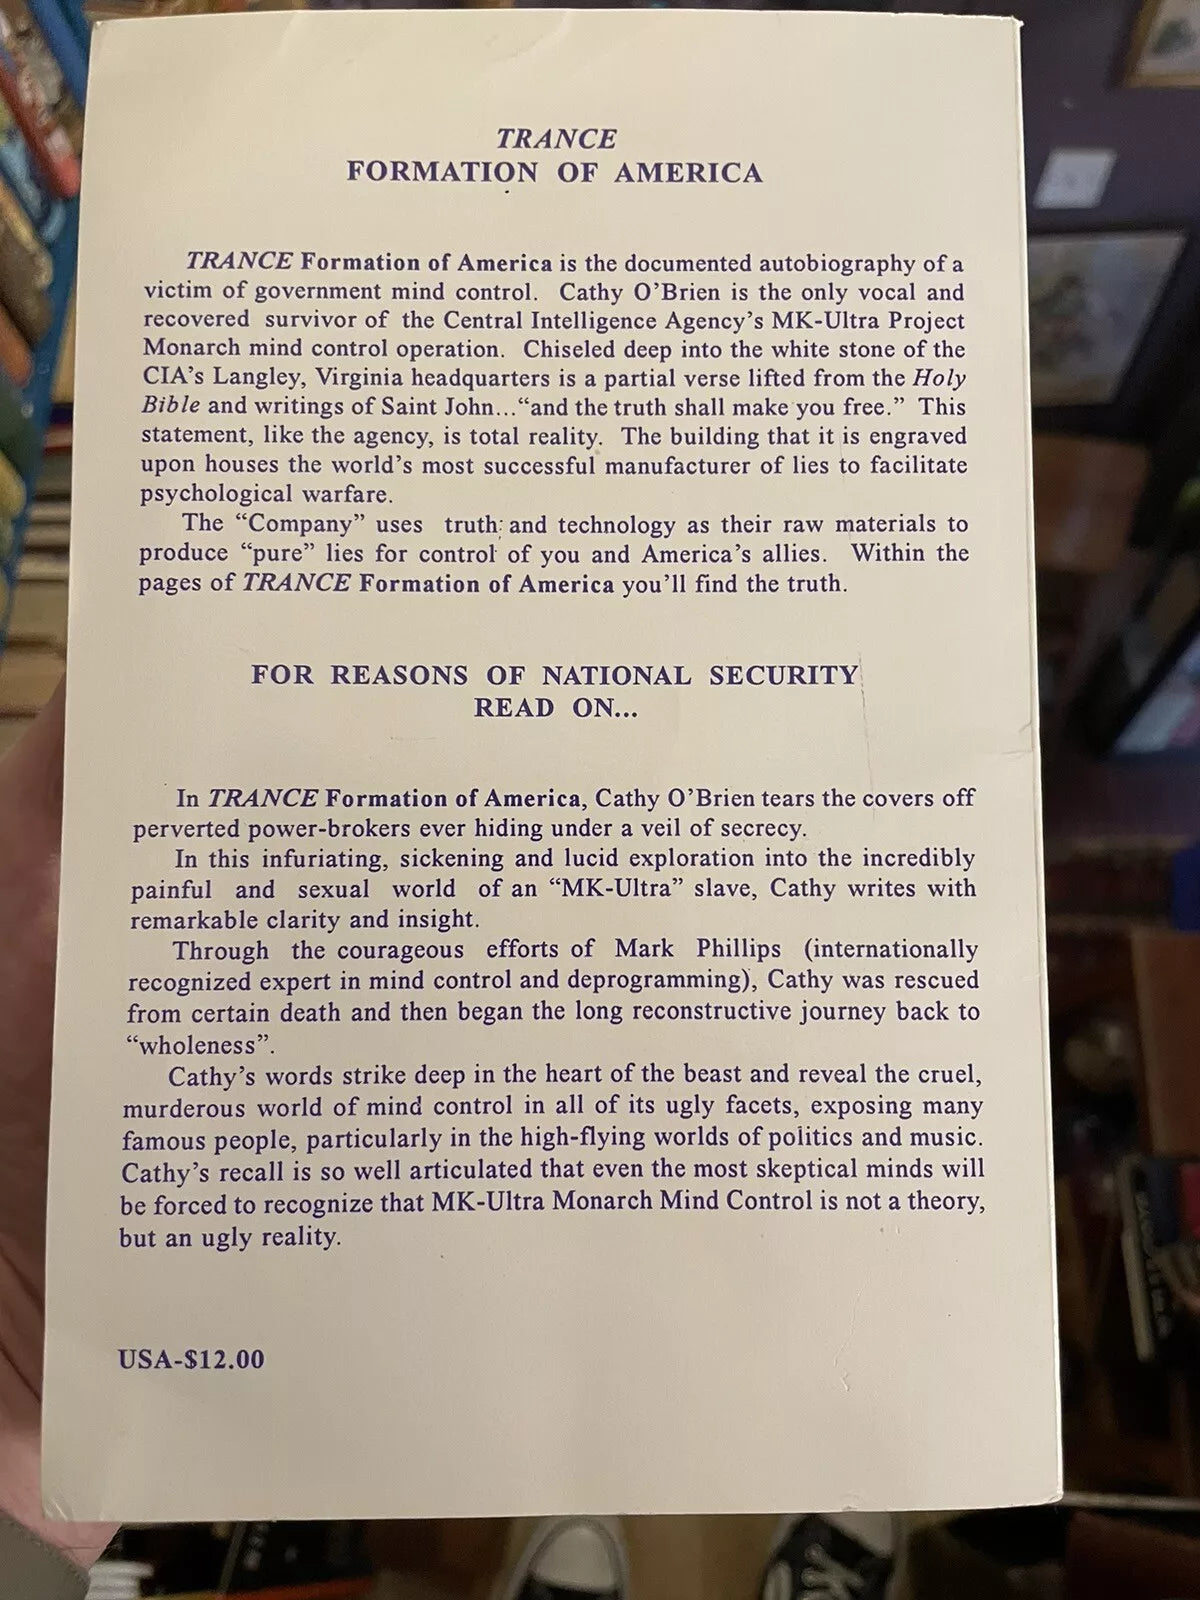 TRANCE
FORMATION OF AMERICA
TRANCE Formation of America is the documented autobiography of a
victim of government mind control. Cathy O'Brien is the only vocal and
recovered survivor of the Central Intelligence Agency's MK-Ultra Project
Monarch mind control operation. Chiseled deep into the white stone of the
CIA's Langley, Virginia headquarters is a partial verse lifted from the Holy
Bible and writings of Saint John...“and the truth shall make you free.” This
statement, like the agency, is total reality. The building that it is engraved
upon houses the world's most successful manufacturer of lies to facilitate
psychological warfare.
The “Company” uses truth and technology as their raw materials to
produce “pure” lies for control of you and America's allies. Within the
pages of TRANCE Formation of America you'll find the truth.
FOR REASONS OF NATIONAL SECURITY
READ ON...
In TRANCE Formation of America, Cathy O'Brien tears the covers off
perverted power-brokers ever hiding under a veil of secrecy.
In this infuriating, sickening and lucid exploration into the incredibly
painful and sexual world of an “MK-Ultra” slave, Cathy writes with
remarkable clarity and insight.
Through the courageous efforts of Mark Phillips (internationally
recognized expert in mind control and deprogramming), Cathy was rescued
from certain death and then began the long reconstructive journey back to
“wholeness”.
Cathy's words strike deep in the heart of the beast and reveal the cruel,
murderous world of mind control in all of its ugly facets, exposing many
famous people, particularly in the high-flying worlds of politics and music.
Cathy's recall is so well articulated that even the most skeptical minds will
be forced to recognize that MK-Ultra Monarch Mind Control is not a theory,
but an ugly reality.
USA-$12.00